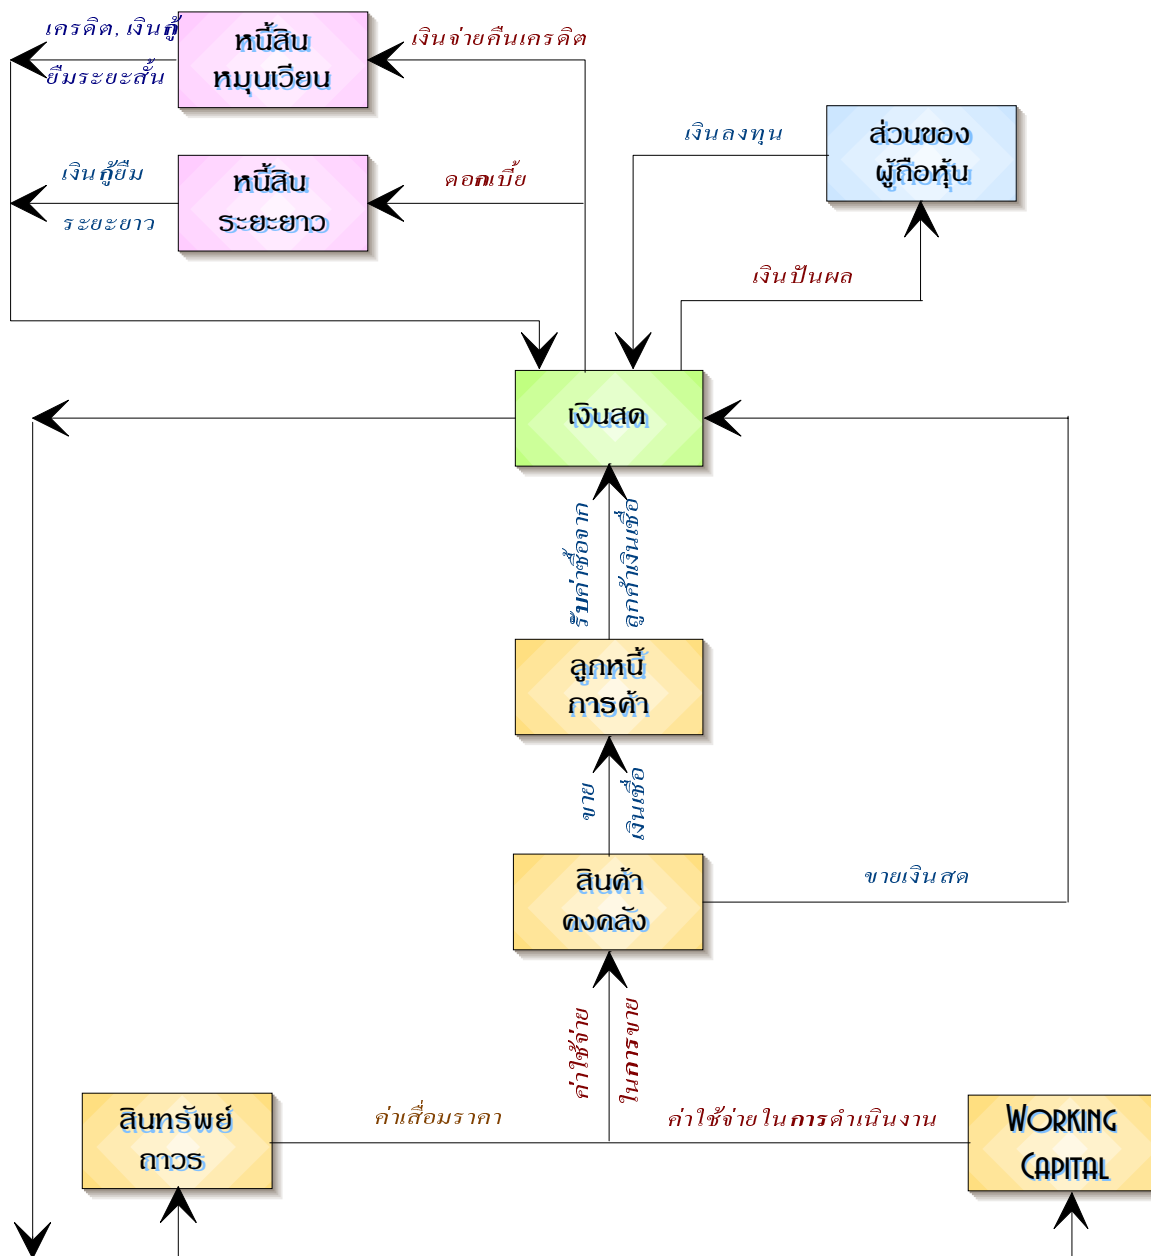 เครดิต, เงินกู้
ยืมระยะสั้น
หนี้สิน
หมุนเวียน
เงินจ่ายคืนเครดิต
เงินกู้ยืม
ระยะยาว
หนี้สิน
ระยะยาว
ดอกเบี้ย
เงินลงทุน
ส่วนของ
ผู้ถือหุ้น
เงินปันผล
เงินสด
รับค่าซื้อจาก
ลูกค้าเงินเชื่อ
ลูกหนี้
การค้า
ขาย
เงินเชื่อ
สินค้า
คงคลัง
ขายเงินสด
ค่าใช้จ่าย
ในการขาย
สินทรัพย์
ถาวร
ค่าเสื่อมราคา
ค่าใช้จ่ายในการดำเนินงาน
WORKING
CAPITAL